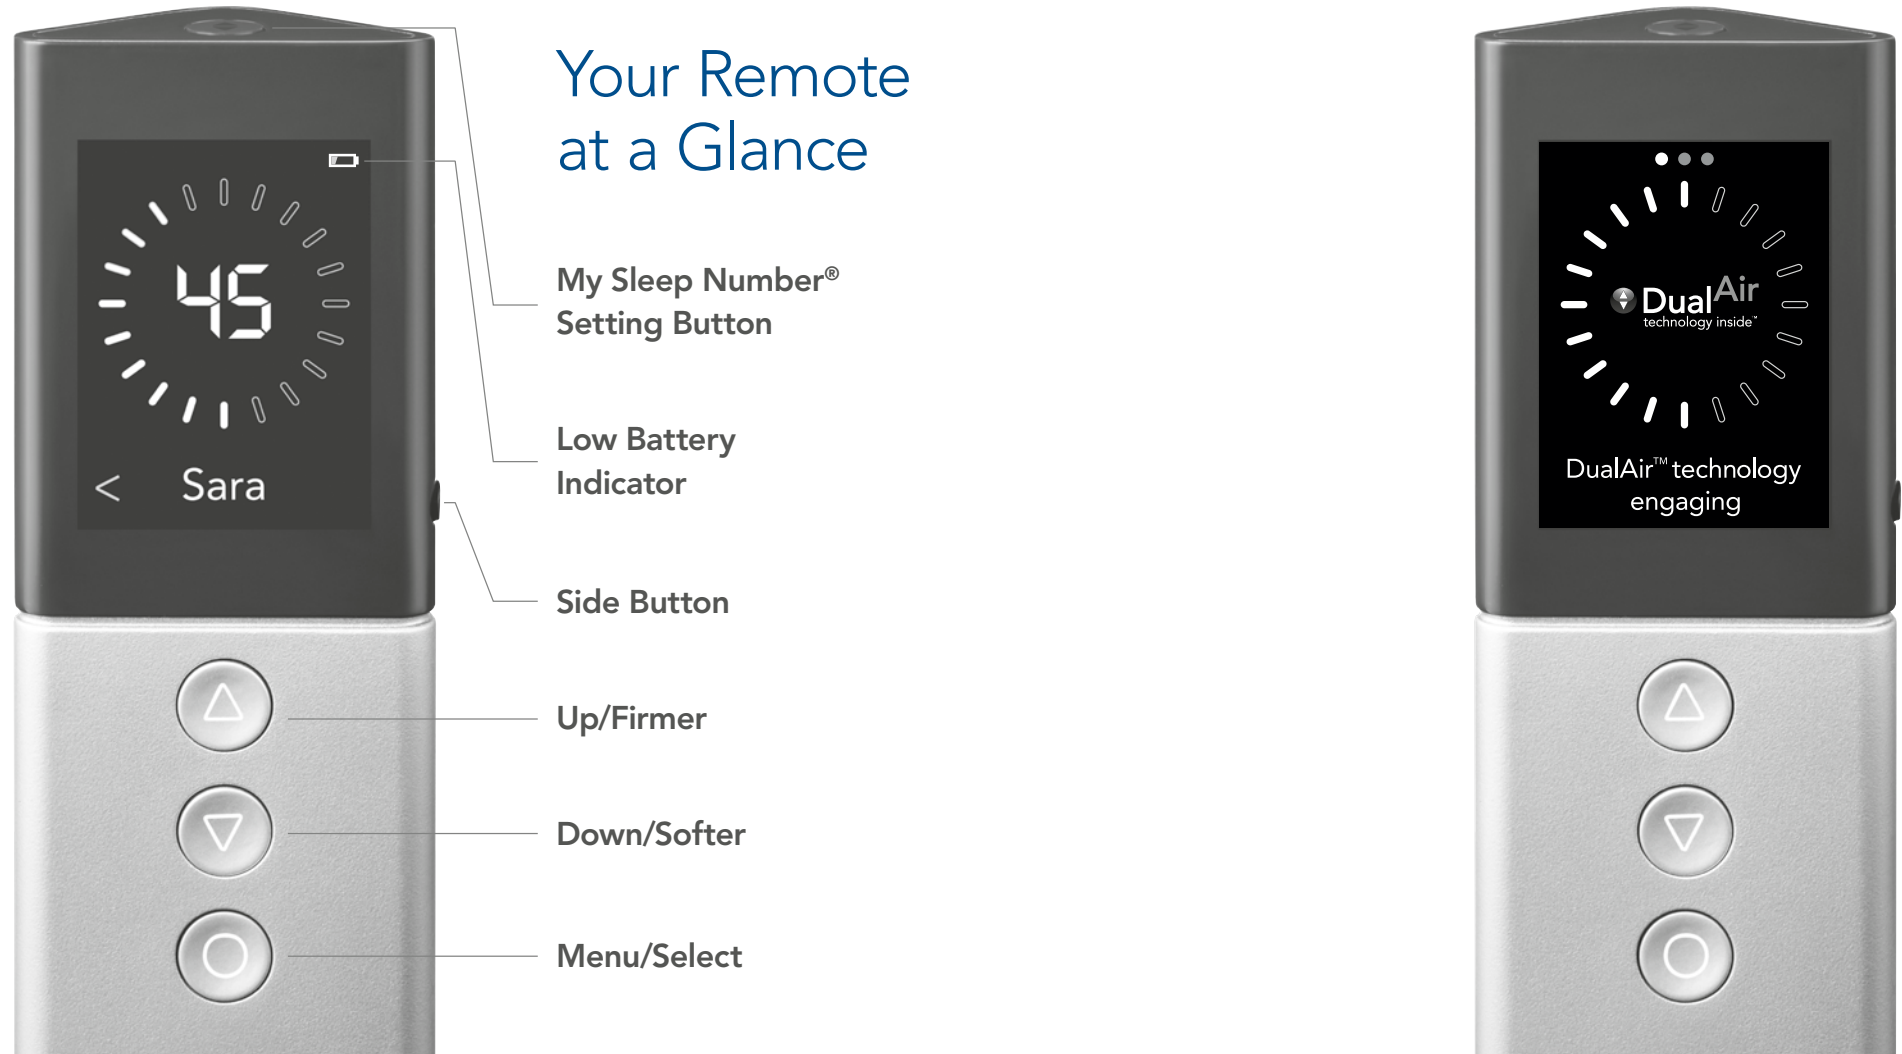 Your Remote
at a Glance
45
< Sara
My Sleep Number®
Setting Button
Low Battery
Indicator
Side Button
Up/Firmer
Down/Softer
Menu/Select
DualAir
technology inside™
DualAir™ technology
engaging